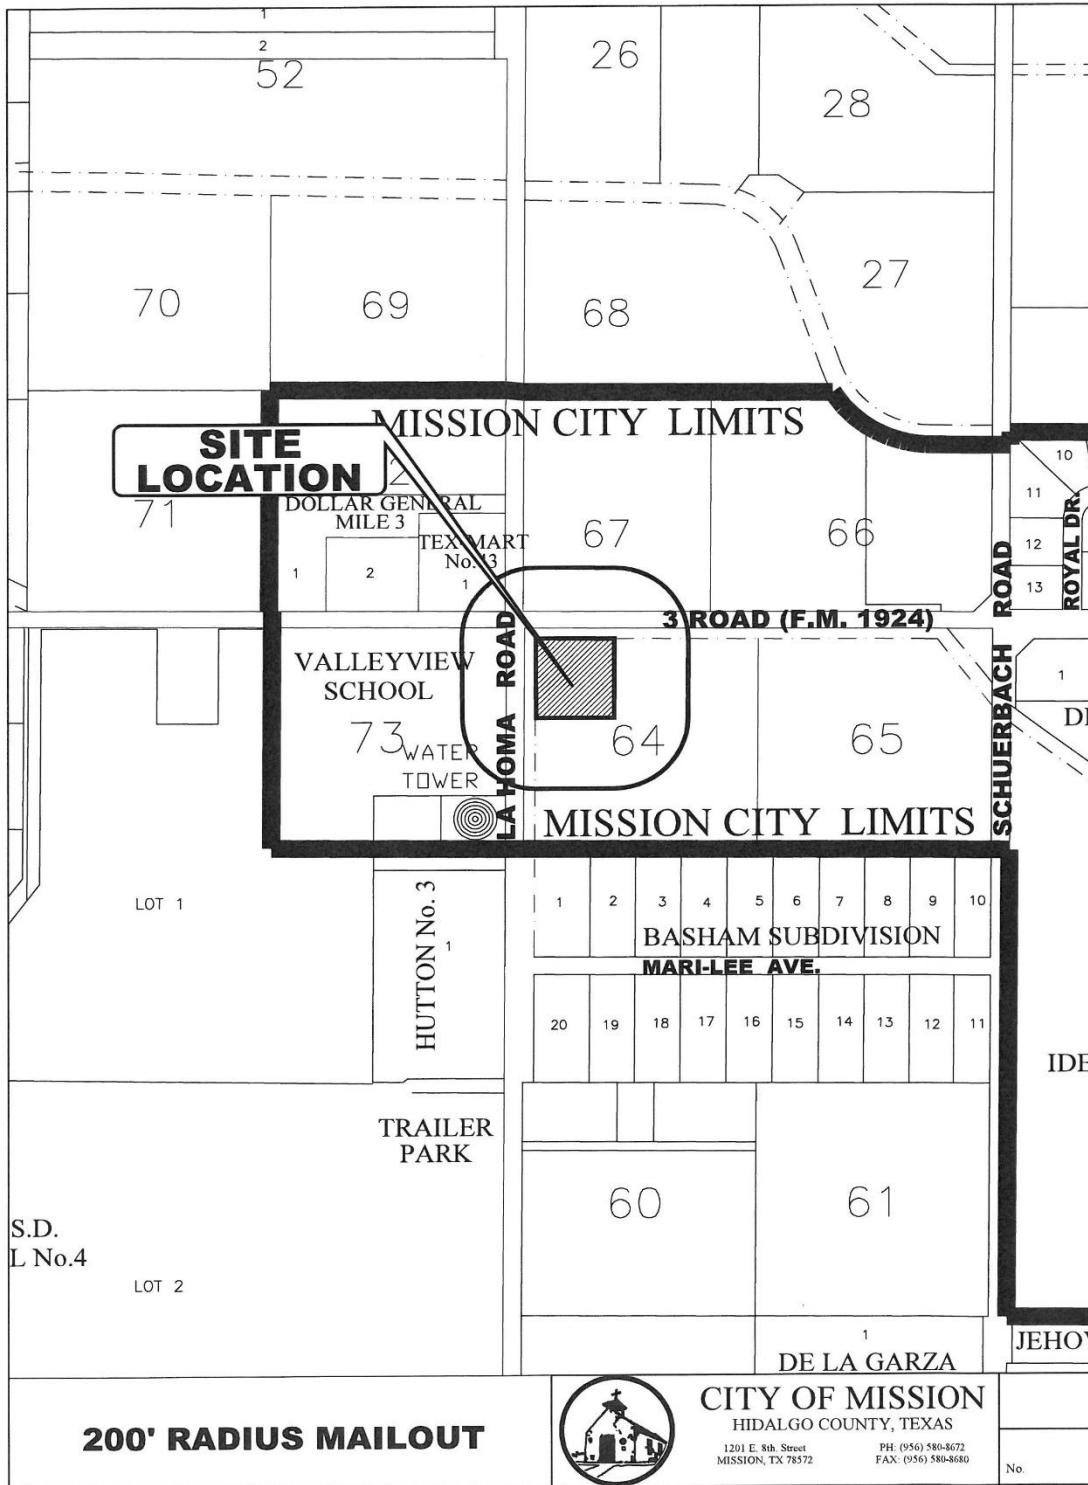 1
2
52
26
28
70
69
68
27
MISSION CITY LIMITS
SITE
LOCATION
71
2
DOLLAR GENERAL
MILE 3
TEX MART
No. 43
1
2
1
67
66
10
11
12
13
ROYAL DR.
SCHUERBACH ROAD
3 ROAD (F.M. 1924)
LA HOMA ROAD
VALLEYVIEW
SCHOOL
73
WATER
TOWER
64
65
1
MISSION CITY LIMITS
LOT 1
HUTTON No. 3
1
1 2 3 4 5 6 7 8 9 10
BASHAM SUBDIVISION
MARI-LEE AVE.
20 19 18 17 16 15 14 13 12 11
IDE
TRAILER
PARK
60
61
S.D.
L No.4
LOT 2
1
DE LA GARZA
JEHO
200' RADIUS MAILOUT
CITY OF MISSION
HIDALGO COUNTY, TEXAS
1201 E. 8th. Street
MISSION, TX 78572
PH: (956) 580-8672
FAX: (956) 580-8680
No.